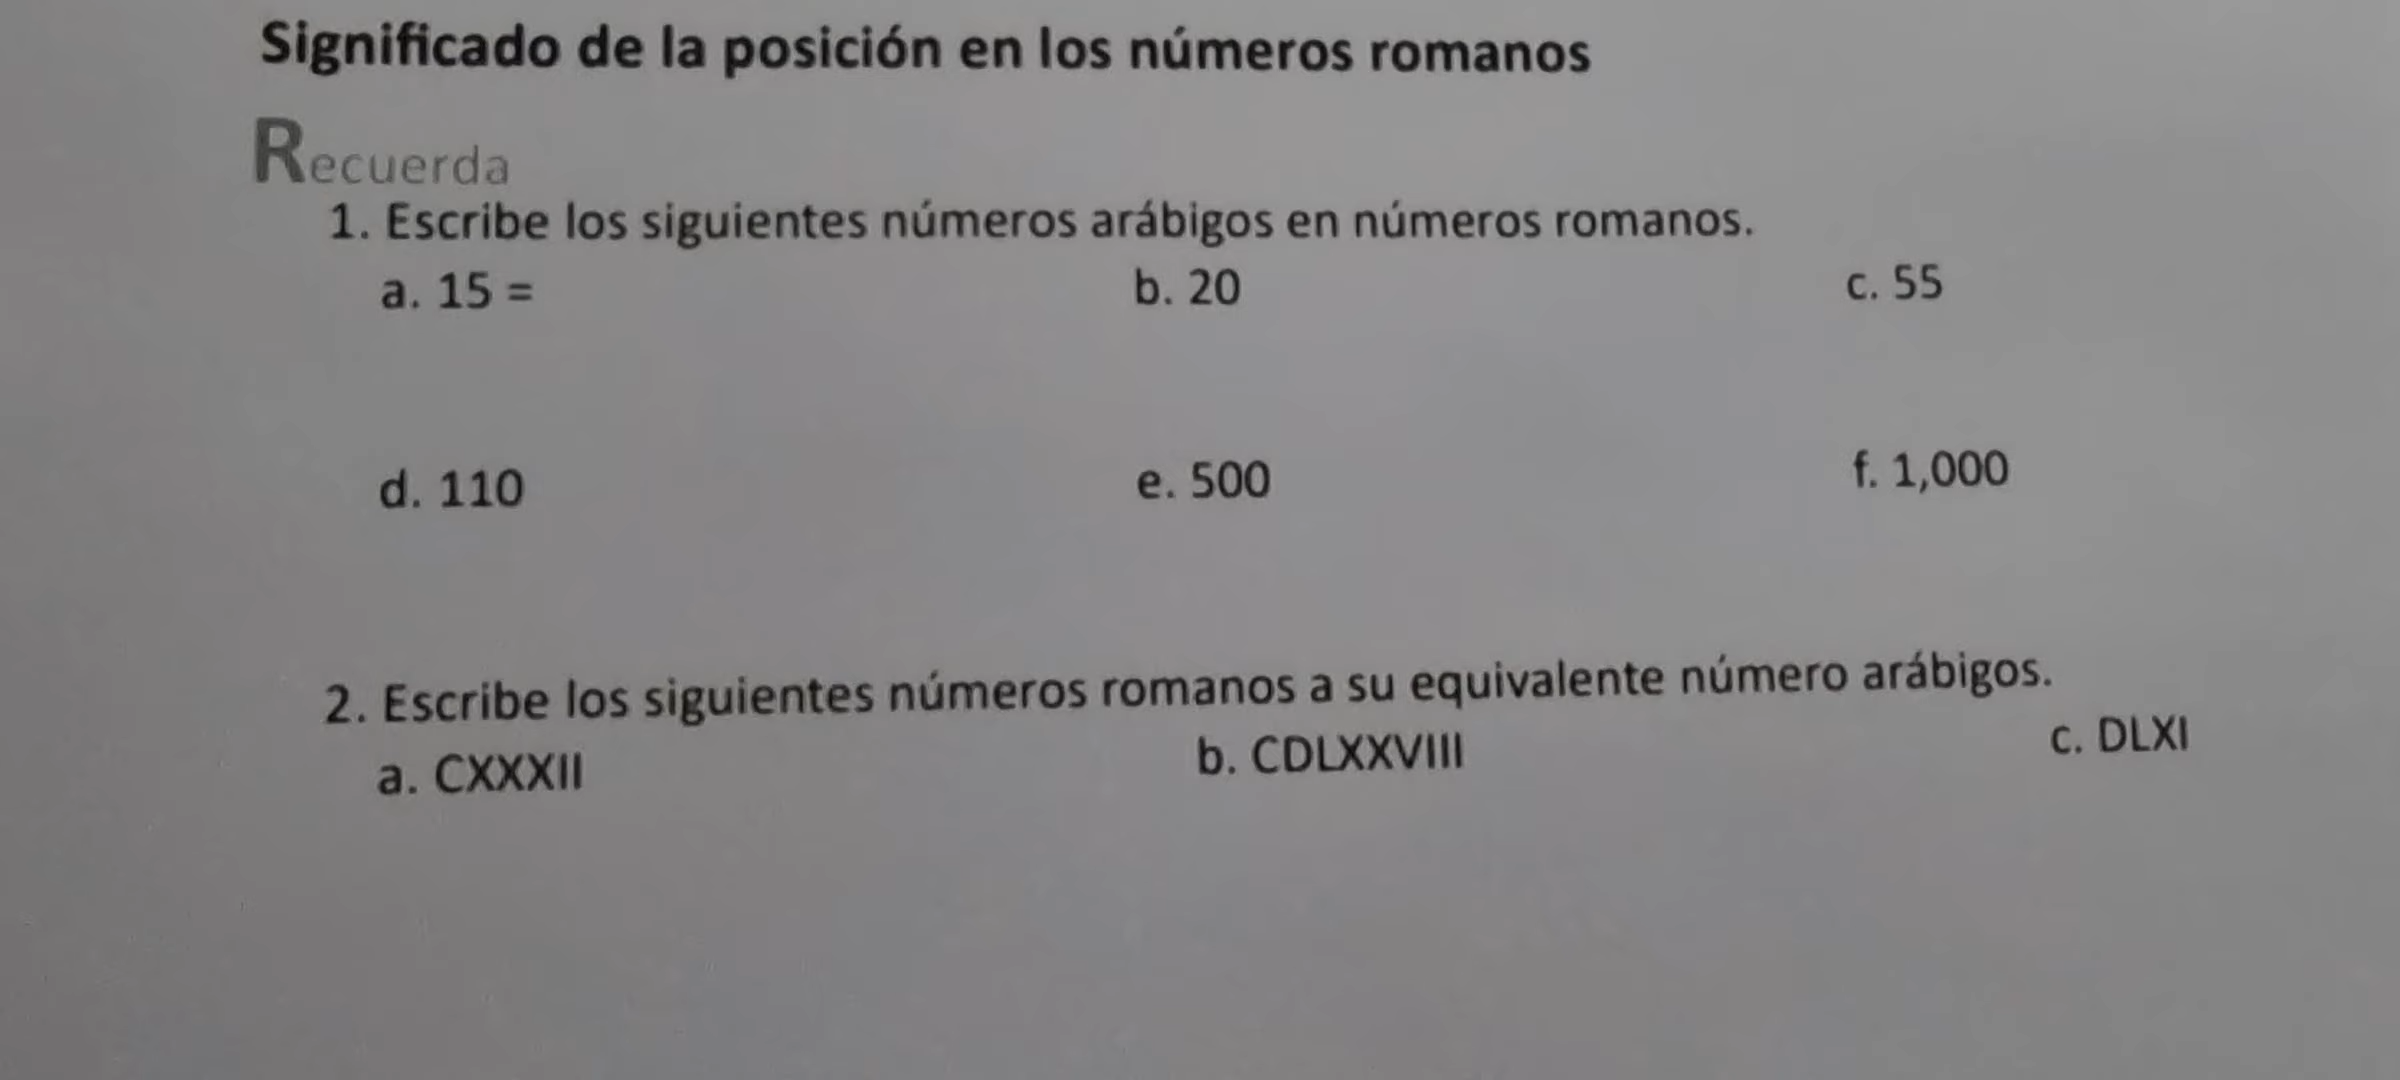 Significado de la posición en los números romanos
Recuerda
1. Escribe los siguientes números arábigos en números romanos.
a. 15 = b. 20 c. 55
d. 110 e. 500 f. 1,000
2. Escribe los siguientes números romanos a su equivalente número arábigos.
a. CXXXII b. CDLXXVIII c. DLXI